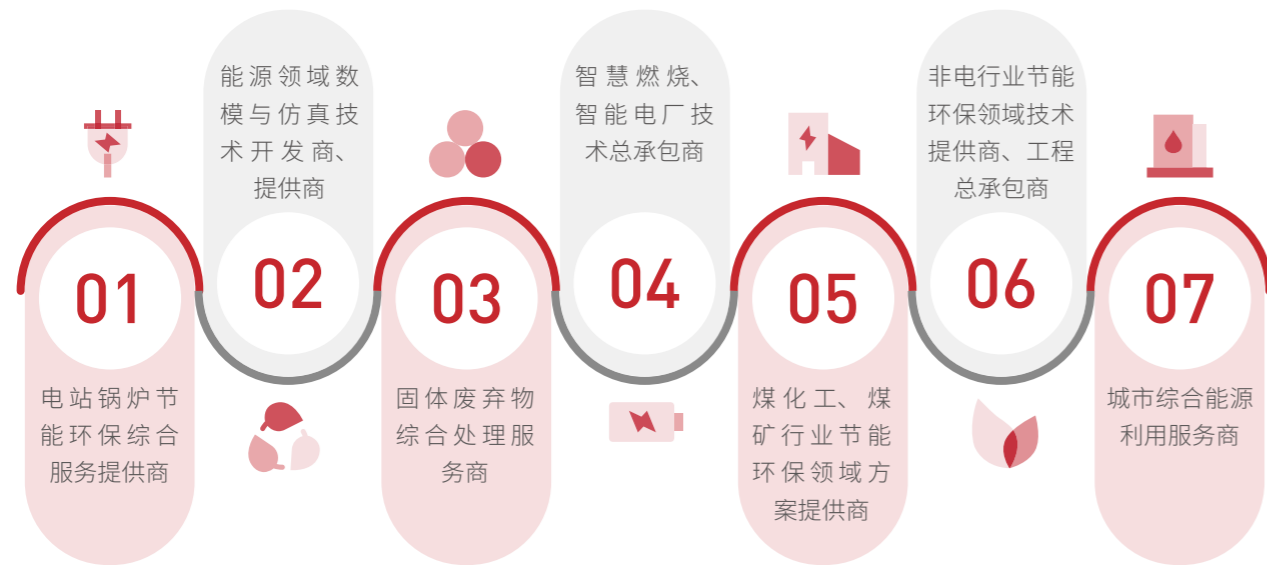 01
电站锅炉节
能环保综合
服务提供商
能源领域数
模与仿真技
术开发商、
提供商
02
03
固体废弃物
综合处理服
务商
智慧燃烧、
智能电厂技
术总承包商
04
05
煤化工、煤
矿行业节能
环保领域方
案提供商
非电行业节能
环保领域技术
提供商、工程
总承包商
06
07
城市综合能源
利用服务商